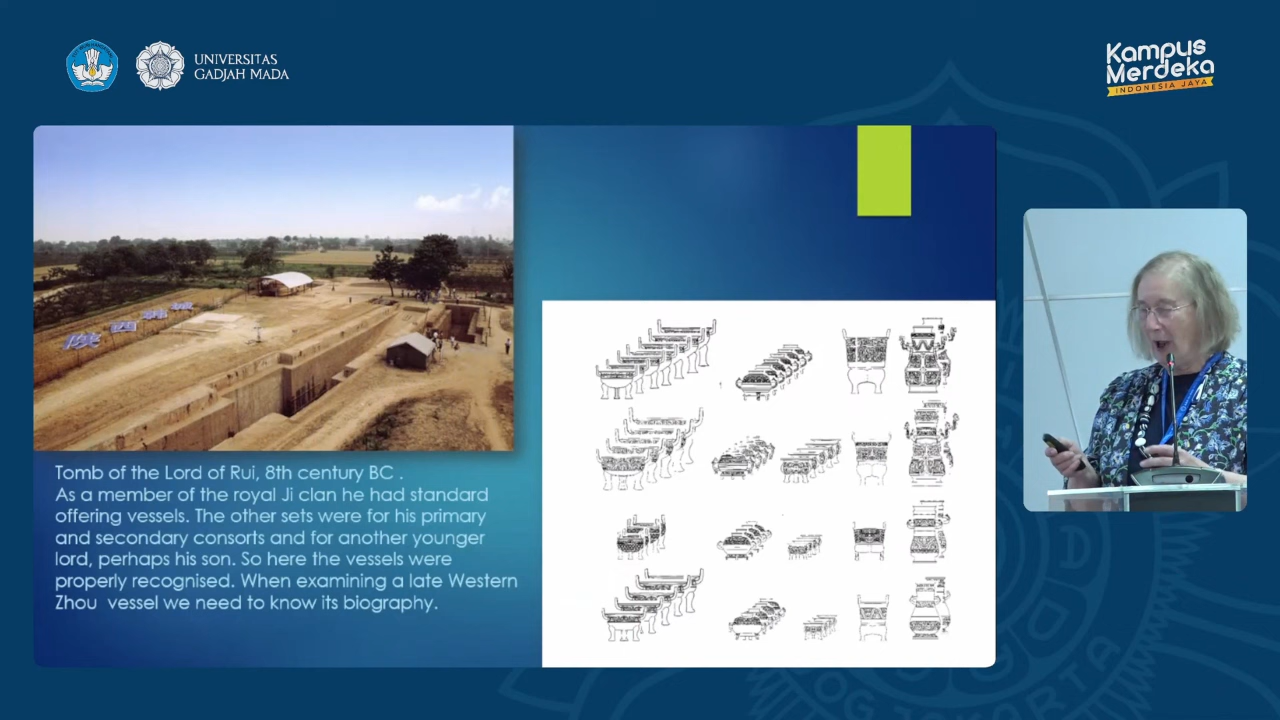 UNIVERSITAS
GADJAH MADA
Kampus
Merdeka
INDONESIA JAYA
Tomb of the Lord of Rui, 8th century BC .
As a member of the royal Ji clan he had standard
offering vessels. The other sets were for his primary
and secondary consorts and for another younger
lord, perhaps his son. So here the vessels were
properly recognised. When examining a late Western
Zhou vessel we need to know its biography.